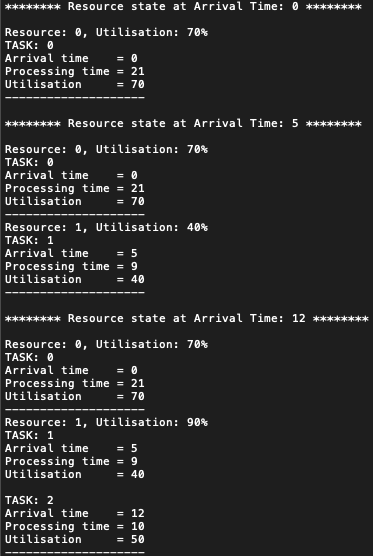 ******** Resource state at Arrival Time: 0 ********
Resource: 0, Utilisation: 70%
TASK: 0
Arrival time    = 0
Processing time = 21
Utilisation     = 70
--------------------
******** Resource state at Arrival Time: 5 ********
Resource: 0, Utilisation: 70%
TASK: 0
Arrival time    = 0
Processing time = 21
Utilisation     = 70
--------------------
Resource: 1, Utilisation: 40%
TASK: 1
Arrival time    = 5
Processing time = 9
Utilisation     = 40
--------------------
******** Resource state at Arrival Time: 12 ********
Resource: 0, Utilisation: 70%
TASK: 0
Arrival time    = 0
Processing time = 21
Utilisation     = 70
--------------------
Resource: 1, Utilisation: 90%
TASK: 1
Arrival time    = 5
Processing time = 9
Utilisation     = 40
TASK: 2
Arrival time    = 12
Processing time = 10
Utilisation     = 50
--------------------